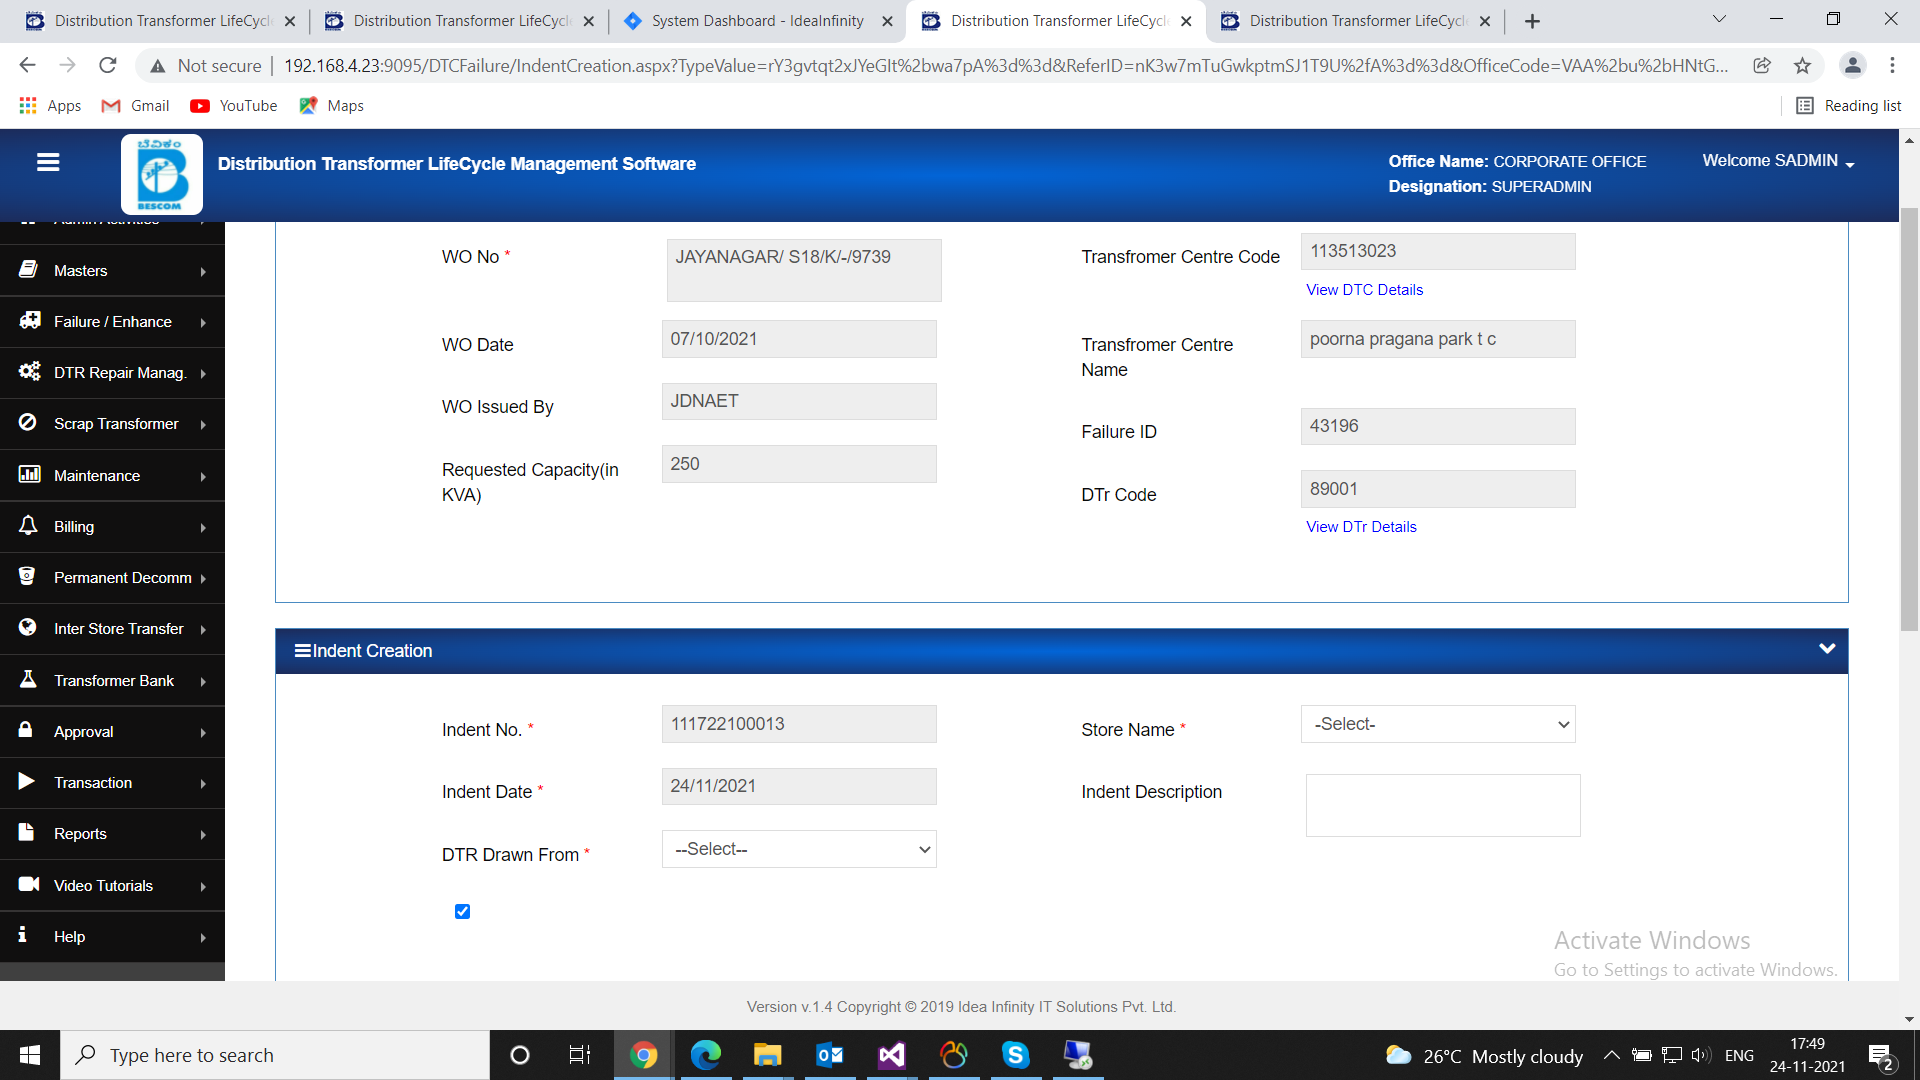 Distribution Transformer LifeCycle
Distribution Transformer LifeCycle
System Dashboard - IdeaInfinity
Distribution Transformer LifeCycle
Distribution Transformer LifeCycle
Not secure
192.168.4.23:9095/DTCFailure/IndentCreation.aspx?TypeValue=rY3gvtqt2xJYeGIt%2bwa7pA%3d%3d&ReferID=nK3w7mTuGwkptmSJ1T9U%2fA%3d%3d&OfficeCode=VAA%2bu%2bHNtG...
Apps
Gmail
YouTube
Maps
Reading list
ಬೆವಿಕಂ
BESCOM
Distribution Transformer LifeCycle Management Software
Office Name: CORPORATE OFFICE
Designation: SUPERADMIN
Welcome SADMIN
Admin Activities
Masters
Failure / Enhance
DTR Repair Manag.
Scrap Transformer
Maintenance
Billing
Permanent Decomm
Inter Store Transfer
Transformer Bank
Approval
Transaction
Reports
Video Tutorials
Help
WO No *
JAYANAGAR/ S18/K/-/9739
Transfromer Centre Code
113513023
View DTC Details
WO Date
07/10/2021
Transfromer Centre
Name
poorna pragana park t c
WO Issued By
JDNAET
Failure ID
43196
Requested Capacity(in
KVA)
250
DTr Code
89001
View DTr Details
Indent Creation
Indent No. *
111722100013
Store Name *
-Select-
Indent Date *
24/11/2021
Indent Description
DTR Drawn From *
--Select--
Activate Windows
Go to Settings to activate Windows.
Version v.1.4 Copyright © 2019 Idea Infinity IT Solutions Pvt. Ltd.
Type here to search
26°C Mostly cloudy
ENG
17:49
24-11-2021
2